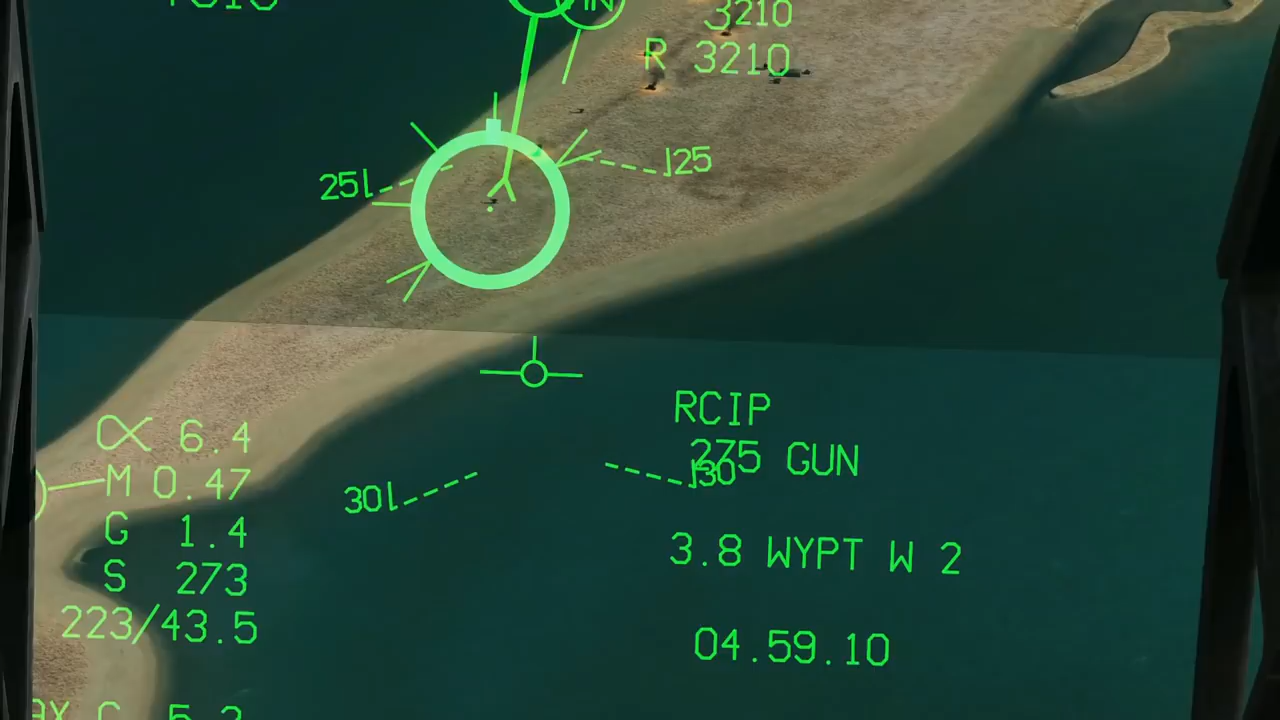 IN
3210
R 3210
25
25
RCIP
275 GUN
30
30
α 6.4
M 0.47
G 1.4
S 273
223/43.5
3.8 WYPT W 2
04.59.10